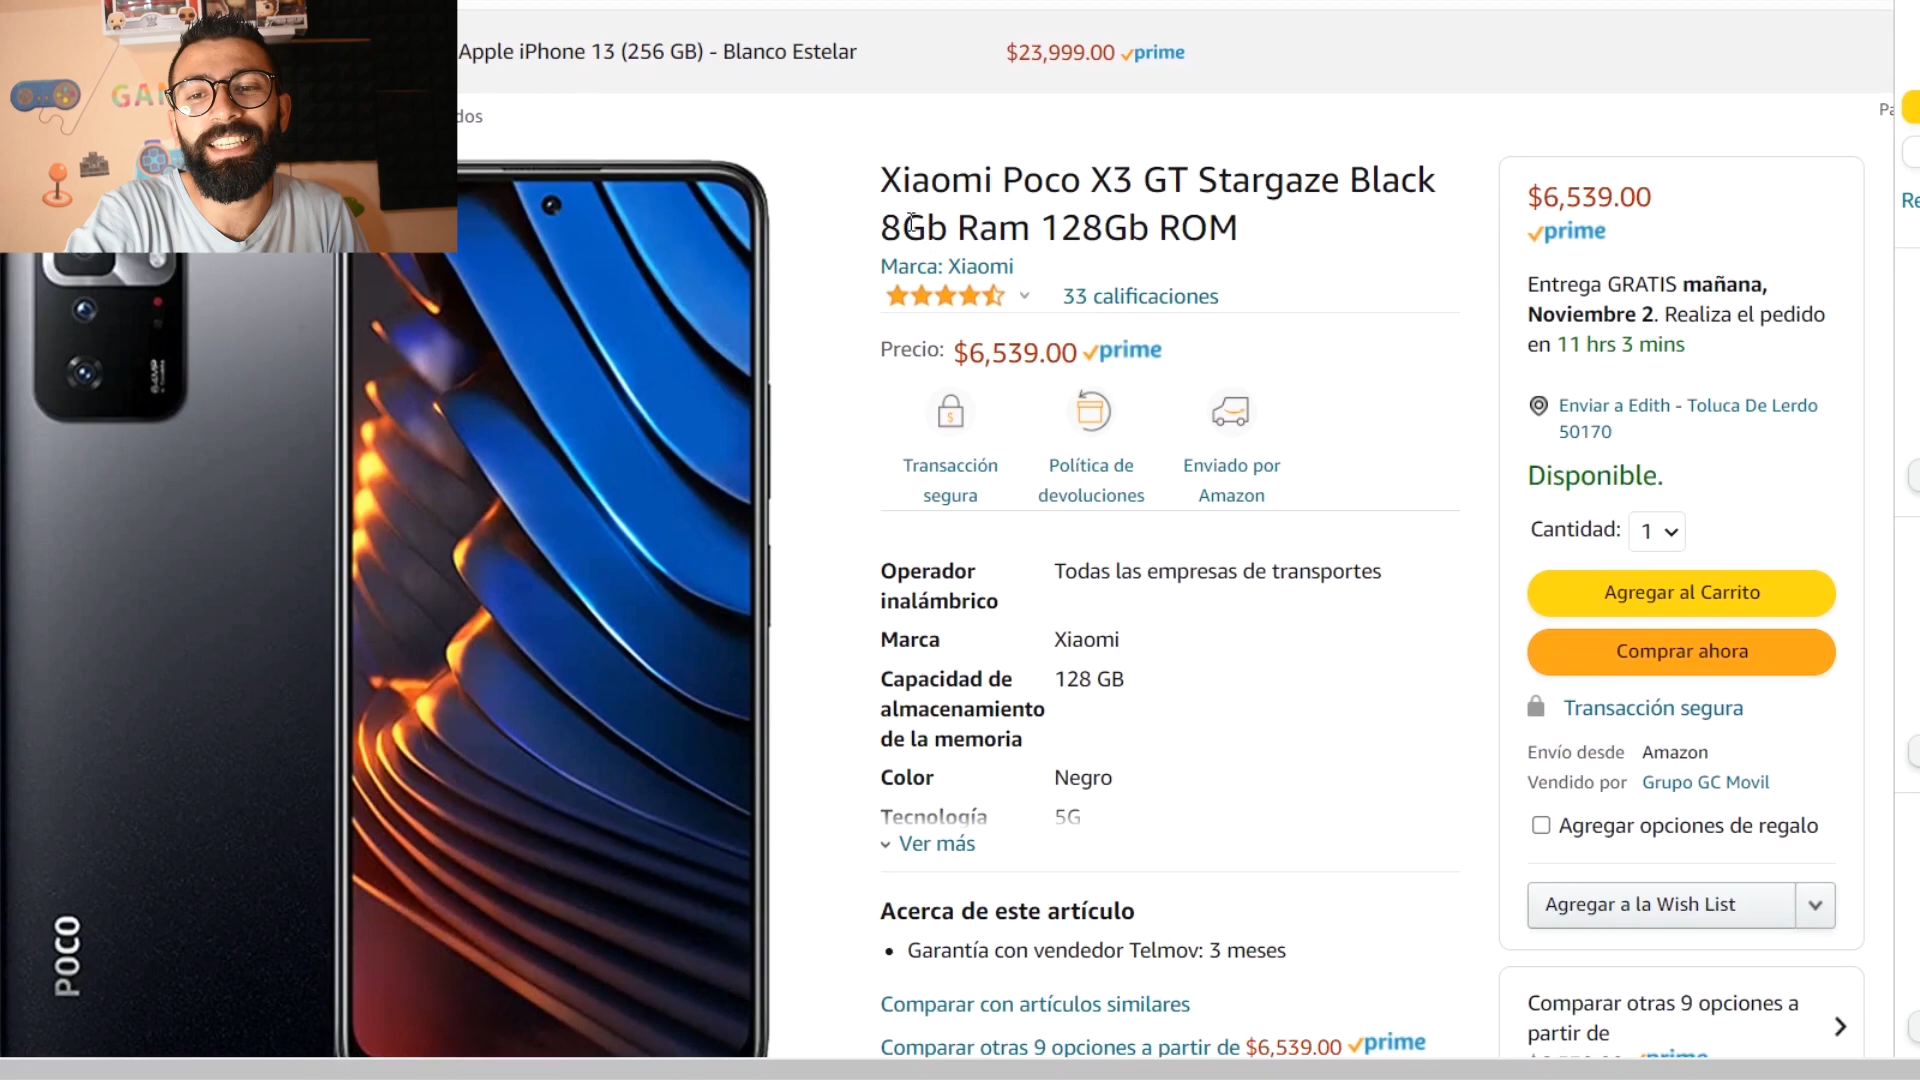 GAM
Apple iPhone 13 (256 GB) - Blanco Estelar
$23,999.00 prime
dos
Xiaomi Poco X3 GT Stargaze Black
8Gb Ram 128Gb ROM
Marca: Xiaomi
33 calificaciones
Precio: $6,539.00 prime
Transacción
segura
Política de
devoluciones
Enviado por
Amazon
Operador
inalámbrico
Todas las empresas de transportes
Marca Xiaomi
Capacidad de
almacenamiento
de la memoria
128 GB
Color Negro
Tecnología 5G
Ver más
Acerca de este artículo
• Garantía con vendedor Telmov: 3 meses
Comparar con artículos similares
Comparar otras 9 opciones a partir de $6,539.00 prime
64MP
POCO
$6,539.00
prime
Entrega GRATIS mañana,
Noviembre 2. Realiza el pedido
en 11 hrs 3 mins
Enviar a Edith - Toluca De Lerdo
50170
Disponible.
Cantidad: 1
Agregar al Carrito
Comprar ahora
Transacción segura
Envío desde Amazon
Vendido por Grupo GC Movil
Agregar opciones de regalo
Agregar a la Wish List
Comparar otras 9 opciones a
partir de
prime
Pa
Re